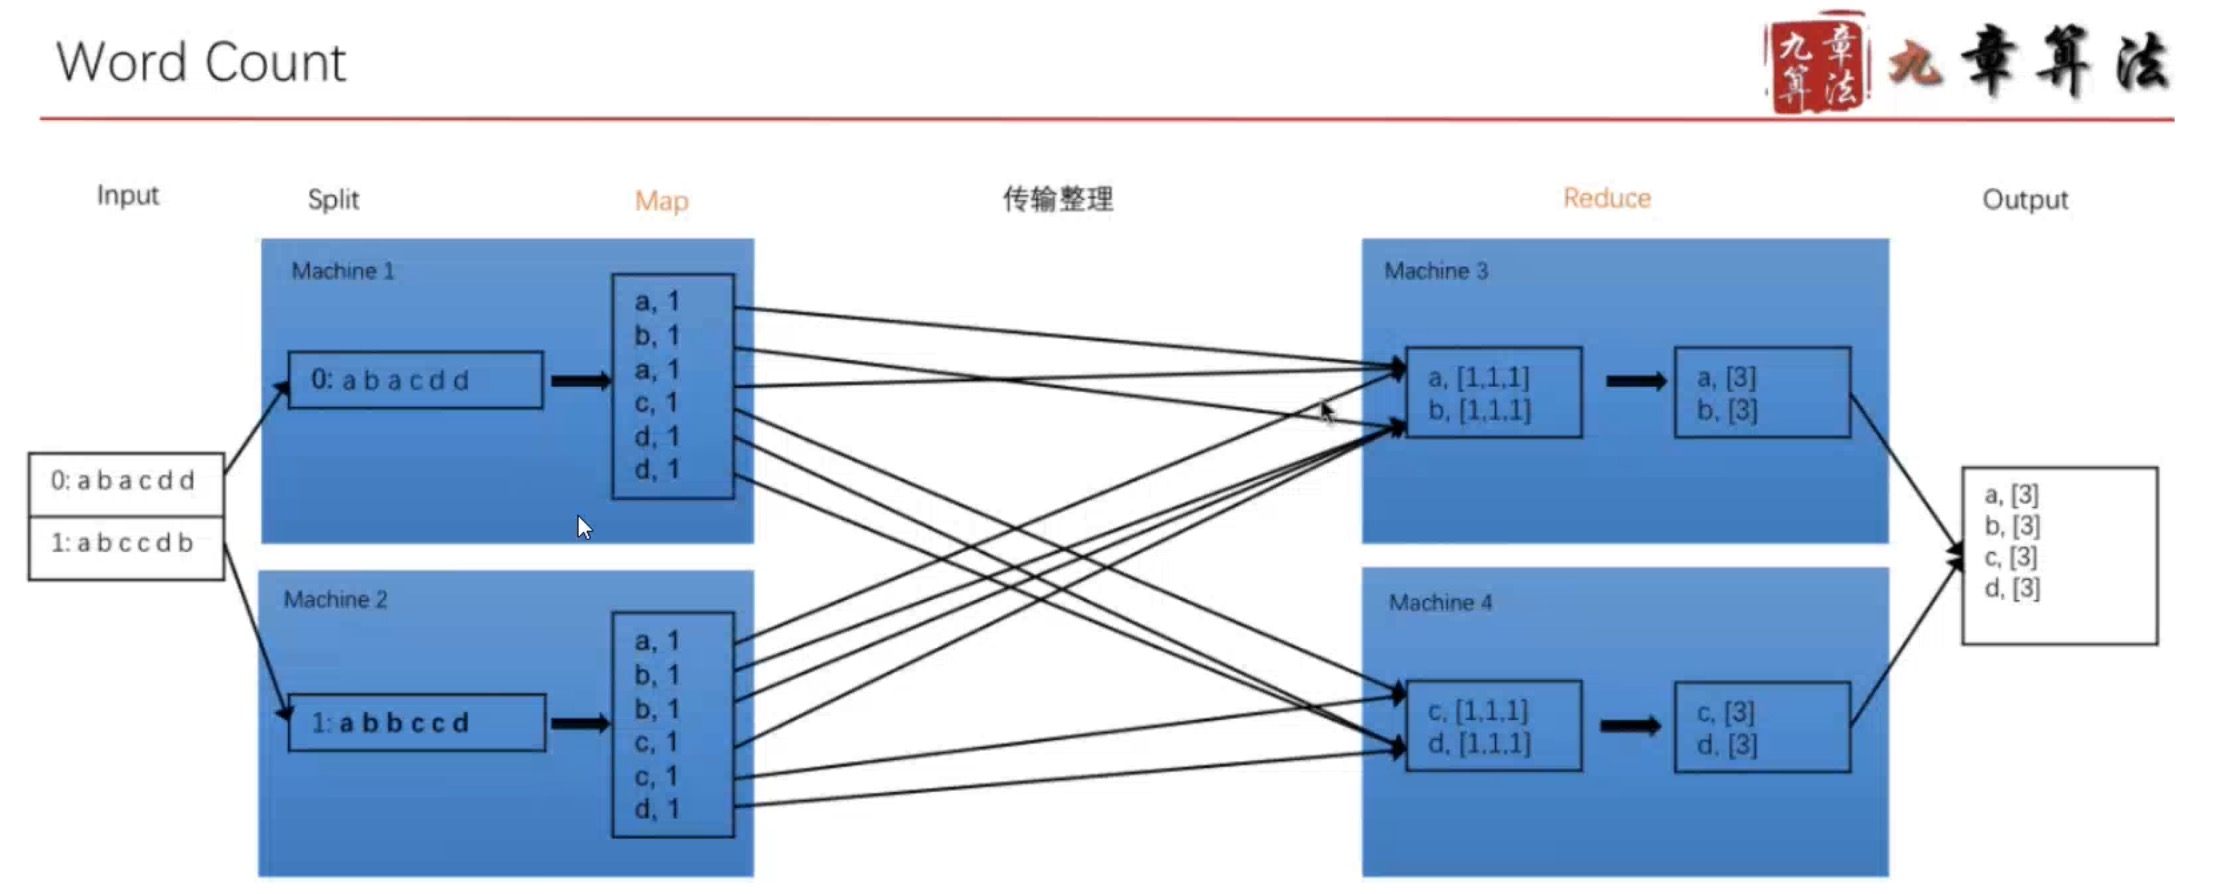 Word Count
九章
算法
九章算法
Input
Split
Map
传输整理
Reduce
Output
0: a b a c d d
1: a b c c d b
Machine 1
0: a b a c d d
a, 1
b, 1
a, 1
c, 1
d, 1
d, 1
Machine 2
1: a b b c c d
a, 1
b, 1
b, 1
c, 1
c, 1
d, 1
Machine 3
a, [1,1,1]
b, [1,1,1]
a, [3]
b, [3]
Machine 4
c, [1,1,1]
d, [1,1,1]
c, [3]
d, [3]
a, [3]
b, [3]
c, [3]
d, [3]